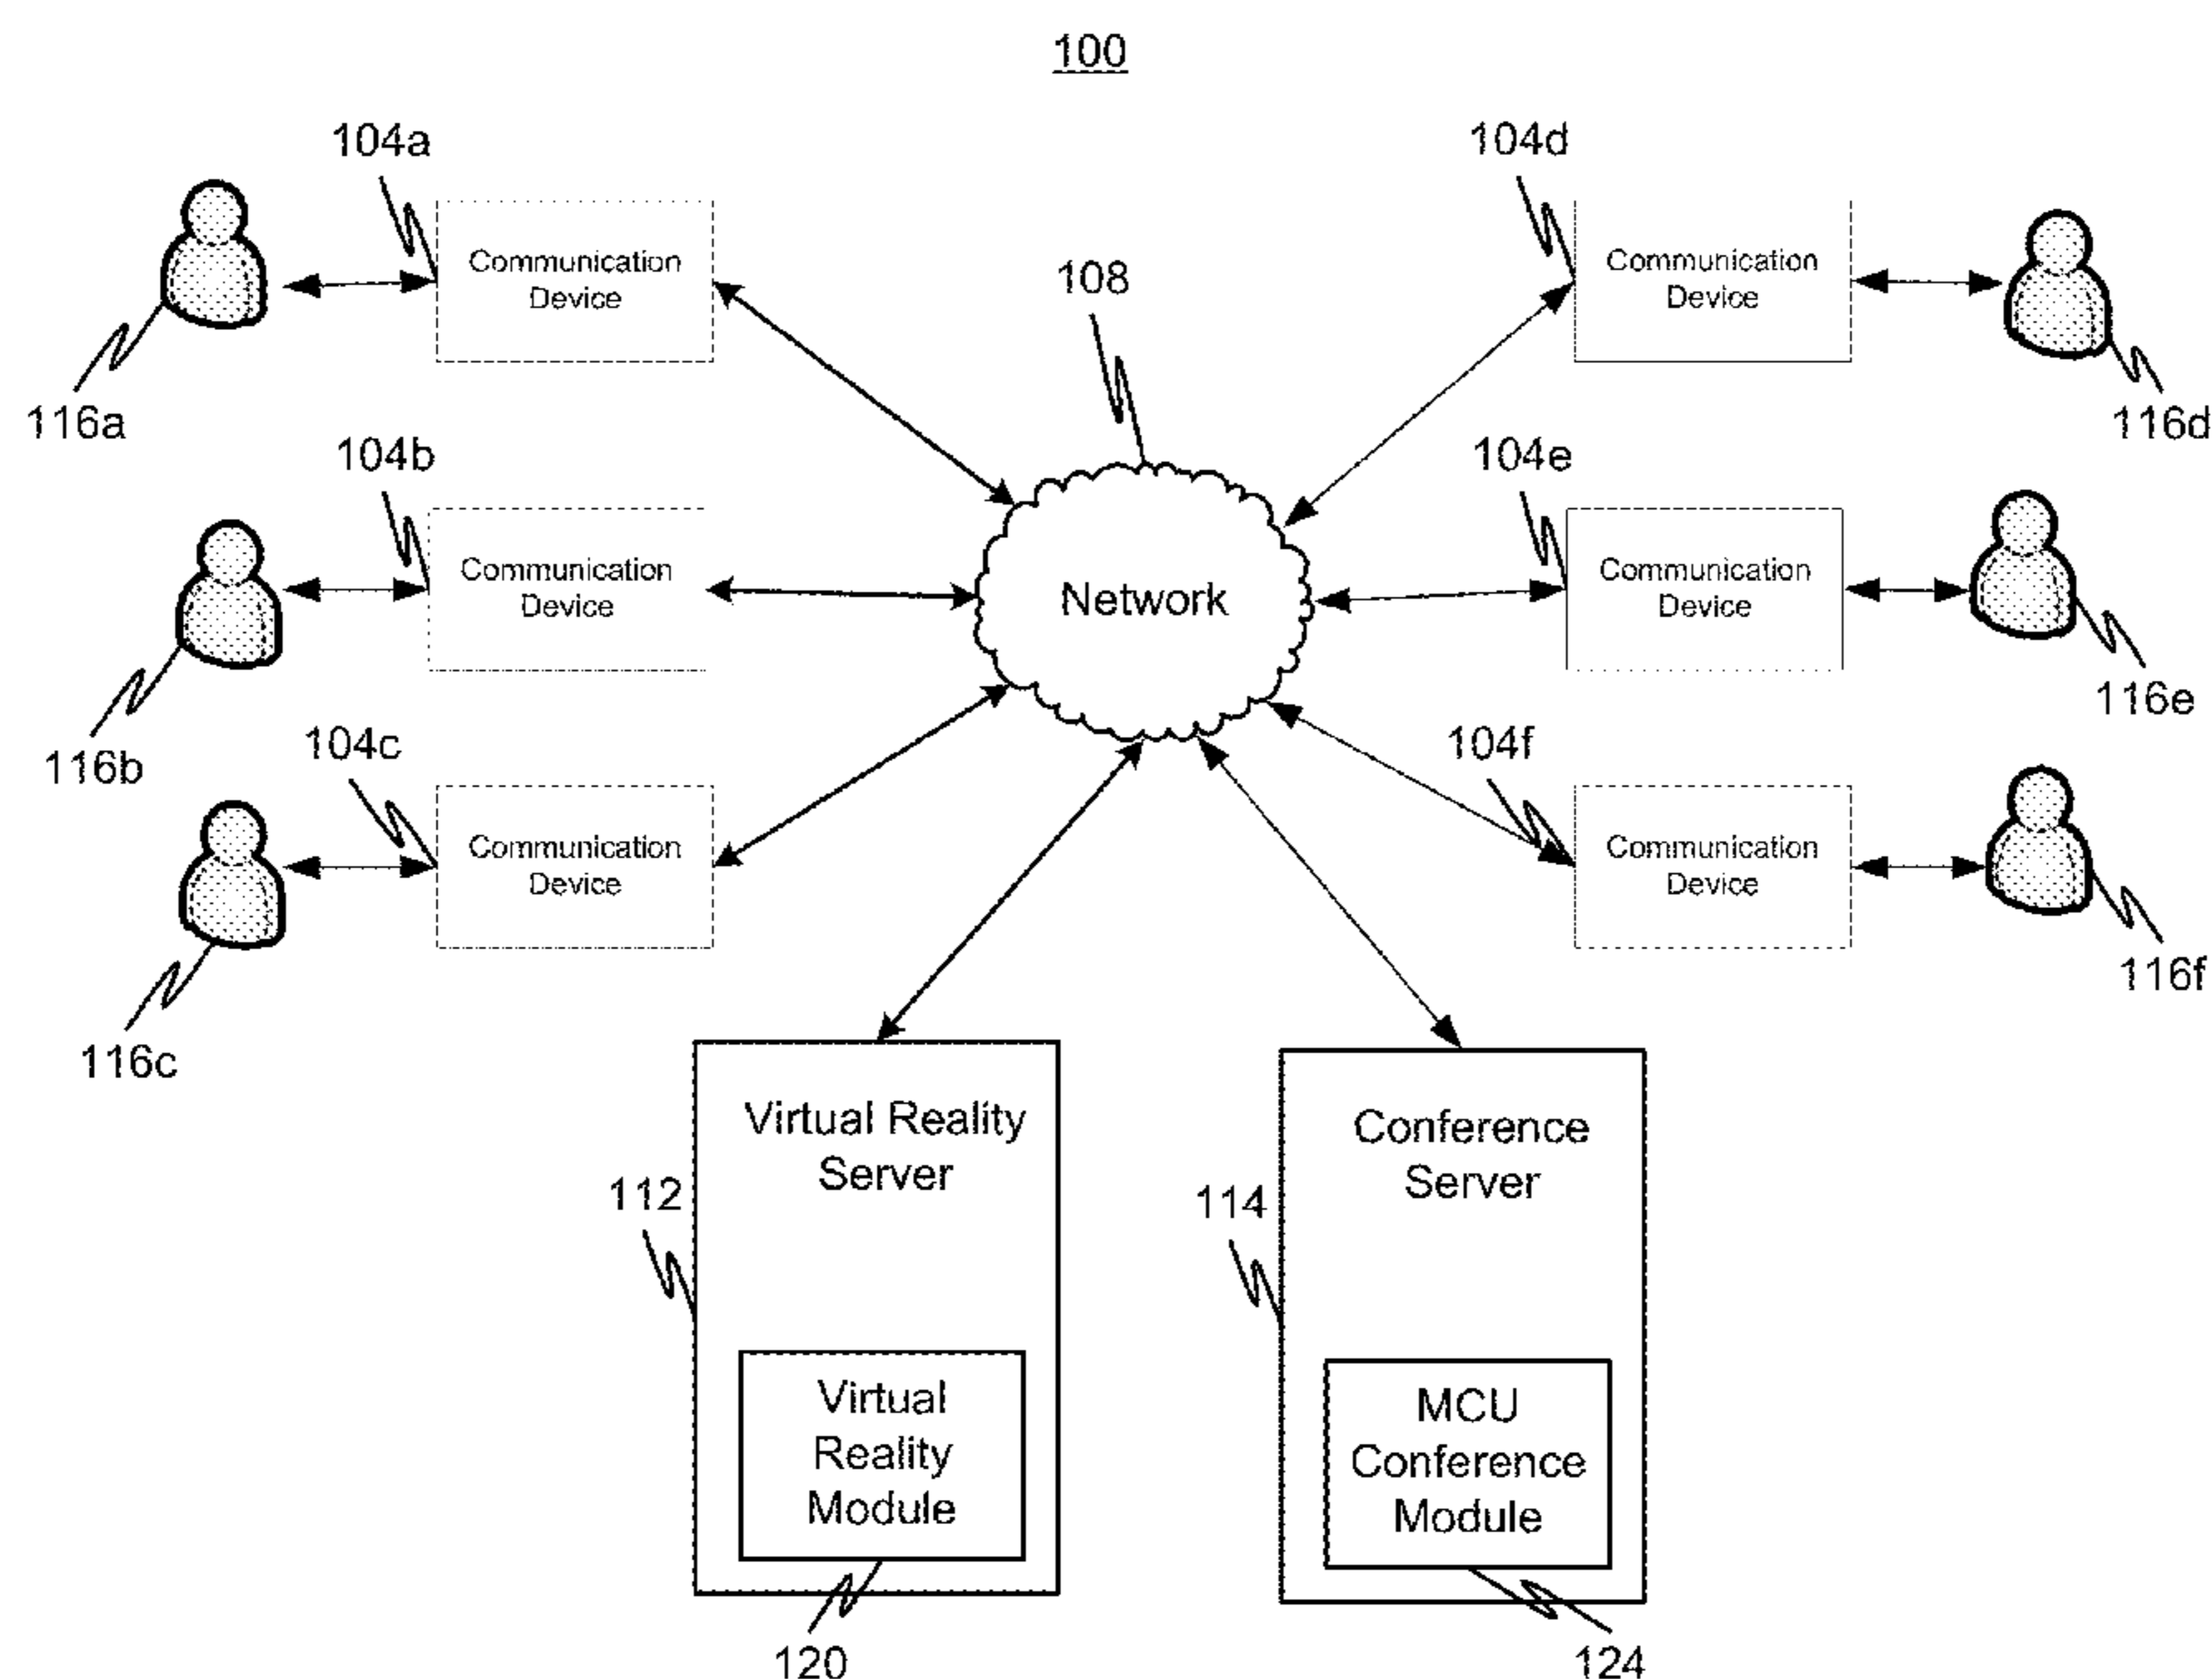 100
104a
104d
Communication
Device
Communication
Device
108
116a
116d
104b
104e
Communication
Device
Network
Communication
Device
116b
116e
104c
104f
Communication
Device
Communication
Device
116c
116f
Virtual Reality
Server
Conference
Server
112
114
Virtual
Reality
Module
MCU
Conference
Module
120
124